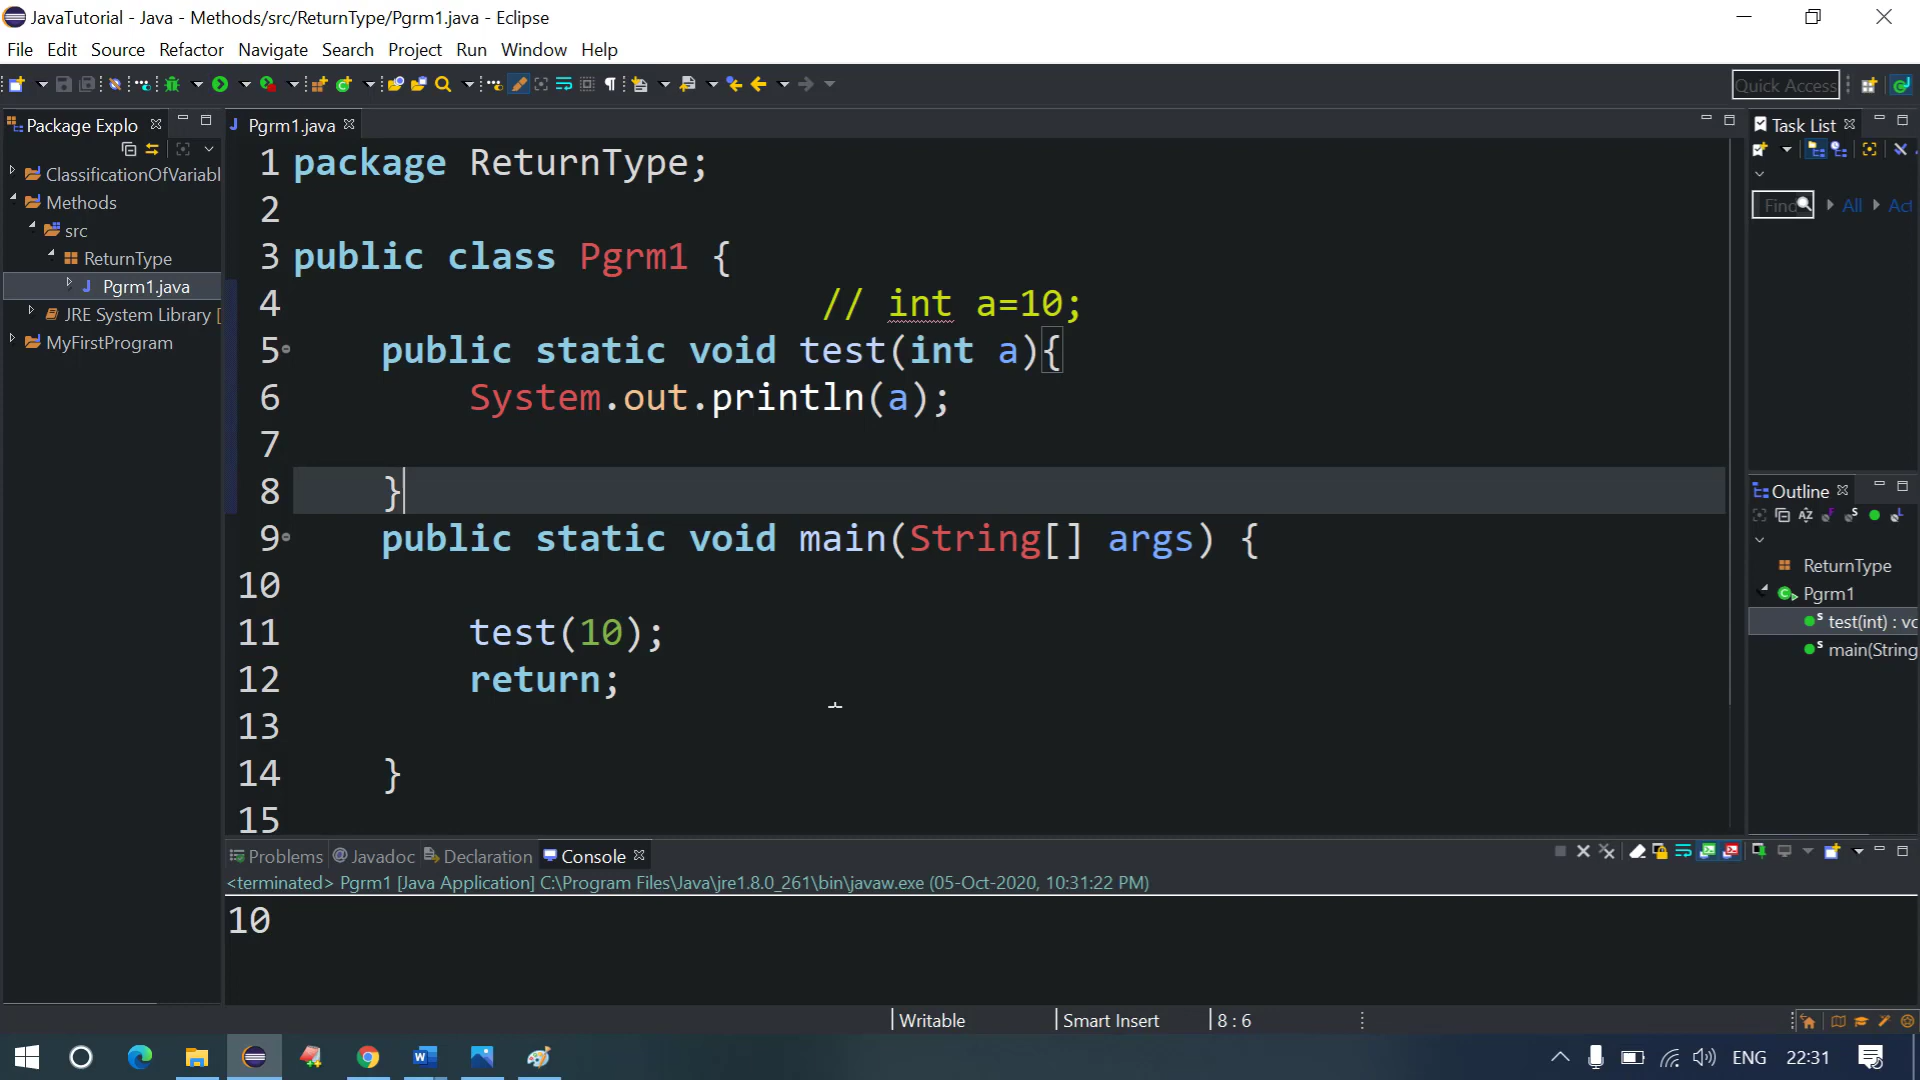 JavaTutorial - Java - Methods/src/ReturnType/Pgrm1.java - Eclipse
File Edit Source Refactor Navigate Search Project Run Window Help
Quick Access
Package Explo
ClassificationOfVariabl
Methods
src
ReturnType
Pgrm1.java
JRE System Library [
MyFirstProgram
Pgrm1.java
1 package ReturnType;
2
3 public class Pgrm1 {
4 // int a=10;
5 public static void test(int a){
6 System.out.println(a);
7
8 }
9 public static void main(String[] args) {
10
11 test(10);
12 return;
13
14 }
15
Task List
Find
All
Act
Outline
ReturnType
Pgrm1
test(int) : vo
main(String
Problems @ Javadoc Declaration Console
<terminated> Pgrm1 [Java Application] C:\Program Files\Java\jre1.8.0_261\bin\javaw.exe (05-Oct-2020, 10:31:22 PM)
10
Writable Smart Insert 8 : 6
ENG 22:31